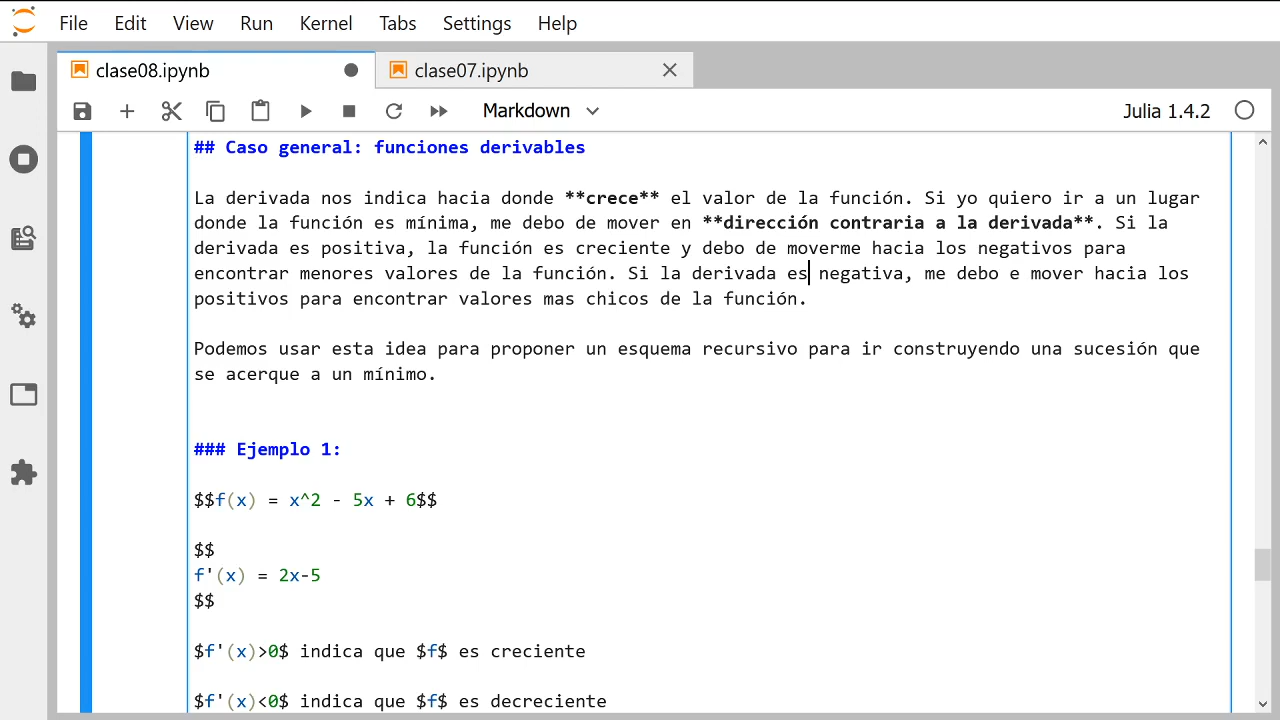 File Edit View Run Kernel Tabs Settings Help
clase08.ipynb clase07.ipynb
Markdown Julia 1.4.2
## Caso general: funciones derivables
La derivada nos indica hacia donde **crece** el valor de la función. Si yo quiero ir a un lugar
donde la función es mínima, me debo de mover en **dirección contraria a la derivada**. Si la
derivada es positiva, la función es creciente y debo de moverme hacia los negativos para
encontrar menores valores de la función. Si la derivada es negativa, me debo e mover hacia los
positivos para encontrar valores mas chicos de la función.
Podemos usar esta idea para proponer un esquema recursivo para ir construyendo una sucesión que
se acerque a un mínimo.
### Ejemplo 1:
$$f(x) = x^2 - 5x + 6$$
$$
f'(x) = 2x-5
$$
$f'(x)>0$ indica que $f$ es creciente
$f'(x)<0$ indica que $f$ es decreciente